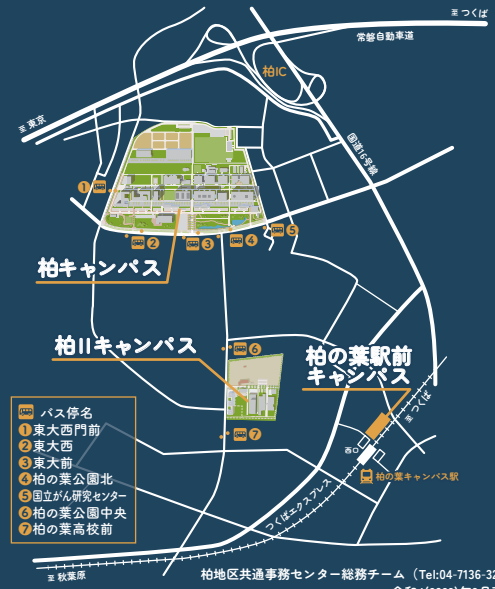 至 つくば
常磐自動車道
柏IC
至 東京
国道16号線
1
2
3
4
5
柏キャンパス
柏IIキャンパス
6
柏の葉駅前
キャンパス
至 つくば
7
西口
柏の葉キャンパス駅
つくばエクスプレス
バス停名
1 東大西門前
2 東大西
3 東大前
4 柏の葉公園北
5 国立がん研究センター
6 柏の葉公園中央
7 柏の葉高校前
至 秋葉原
柏地区共通事務センター総務チーム（Tel:04-7136-32